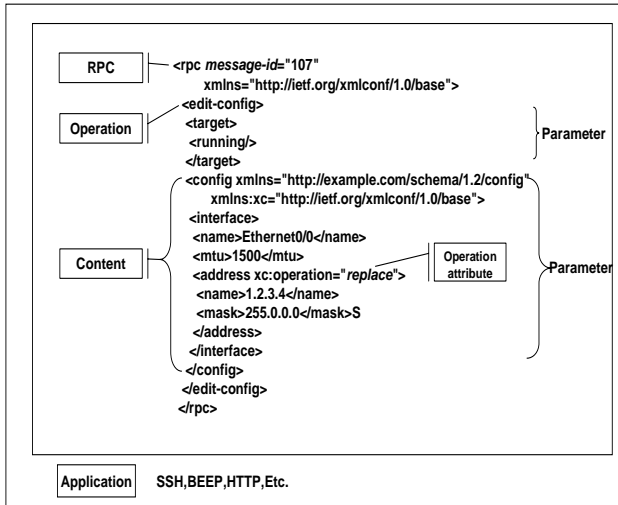 RPC
<rpc message-id="107"
xmlns="http://ietf.org/xmlconf/1.0/base">
Operation
<edit-config>
<target>
<running/>
</target>
Parameter
Content
<config xmlns="http://example.com/schema/1.2/config"
xmlns:xc="http://ietf.org/xmlconf/1.0/base">
<interface>
<name>Ethernet0/0</name>
<mtu>1500</mtu>
<address xc:operation="replace">
<name>1.2.3.4</name>
<mask>255.0.0.0</mask>S
</address>
</interface>
</config>
Operation
attribute
Parameter
</edit-config>
</rpc>
Application
SSH,BEEP,HTTP,Etc.